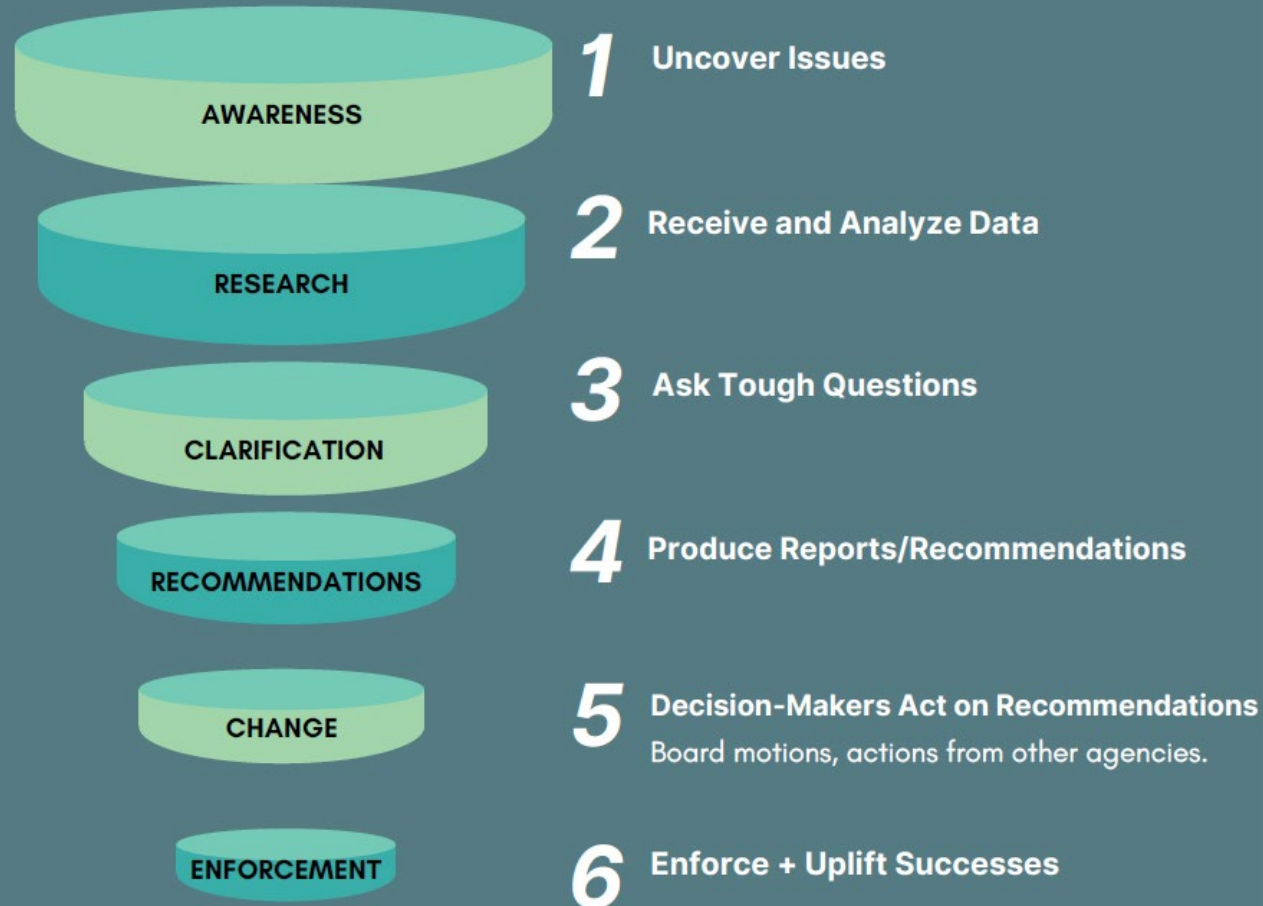 1 Uncover Issues
AWARENESS
2 Receive and Analyze Data
RESEARCH
3 Ask Tough Questions
CLARIFICATION
4 Produce Reports/Recommendations
RECOMMENDATIONS
5 Decision-Makers Act on Recommendations
CHANGE
Board motions, actions from other agencies.
6 Enforce + Uplift Successes
ENFORCEMENT